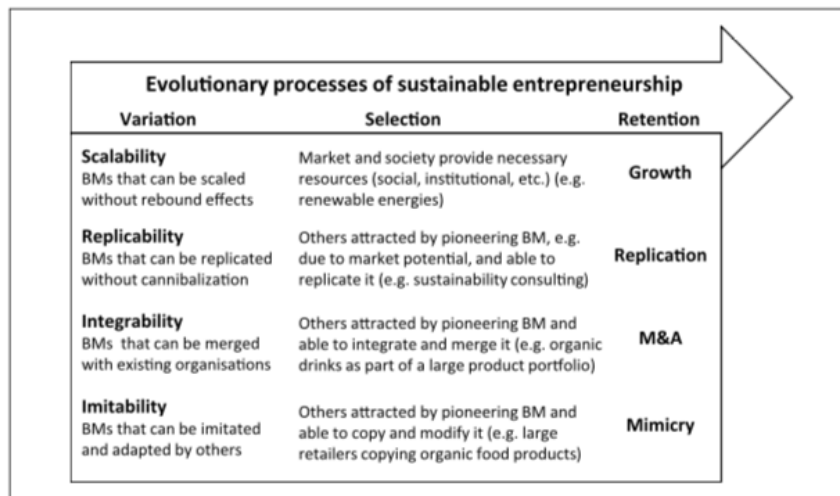 Evolutionary processes of sustainable entrepreneurship
Variation Selection Retention
Scalability
BMs that can be scaled
without rebound effects
Market and society provide necessary
resources (social, institutional, etc.) (e.g.
renewable energies)
Growth
Replicability
BMs that can be replicated
without cannibalization
Others attracted by pioneering BM, e.g.
due to market potential, and able to
replicate it (e.g. sustainability consulting)
Replication
Integrability
BMs that can be merged
with existing organisations
Others attracted by pioneering BM and
able to integrate and merge it (e.g. organic
drinks as part of a large product portfolio)
M&A
Imitability
BMs that can be imitated
and adapted by others
Others attracted by pioneering BM and
able to copy and modify it (e.g. large
retailers copying organic food products)
Mimicry